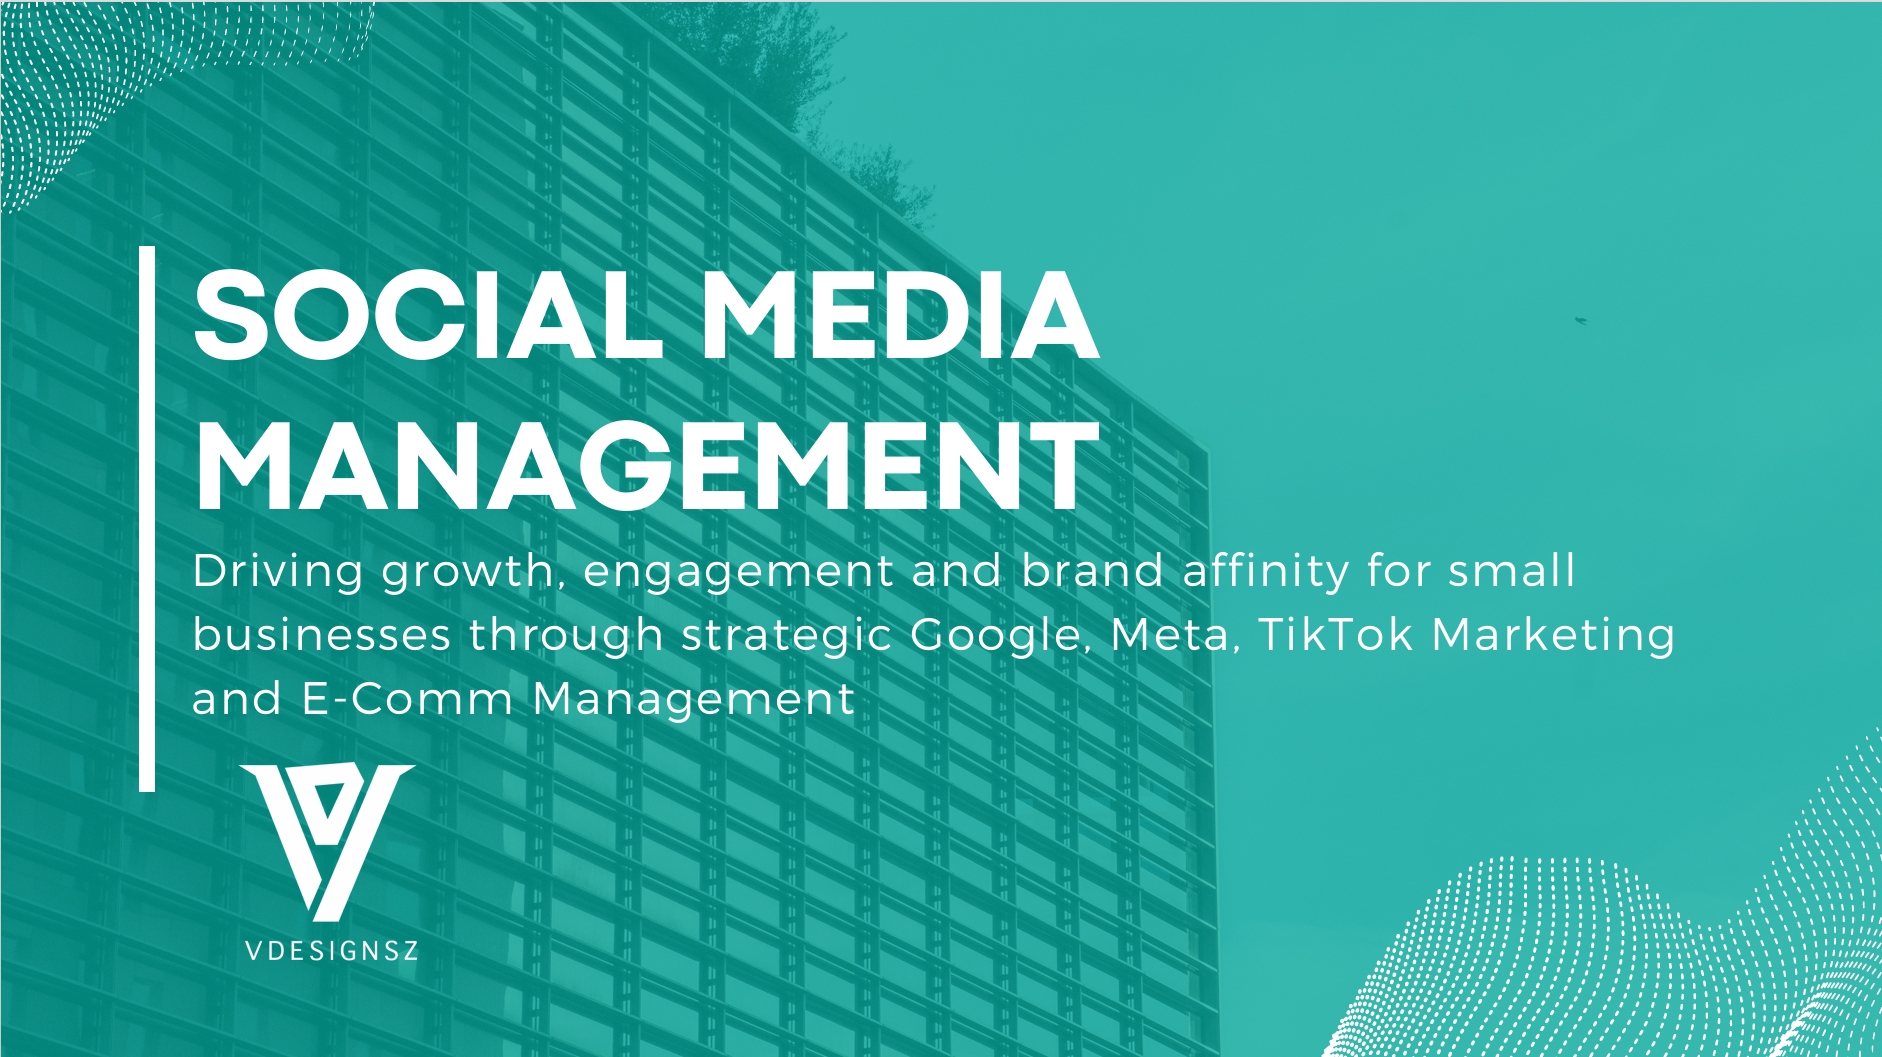 SOCIAL MEDIA
MANAGEMENT
Driving growth, engagement and brand affinity for small
businesses through strategic Google, Meta, TikTok Marketing
and E-Comm Management
VDESIGNSZ